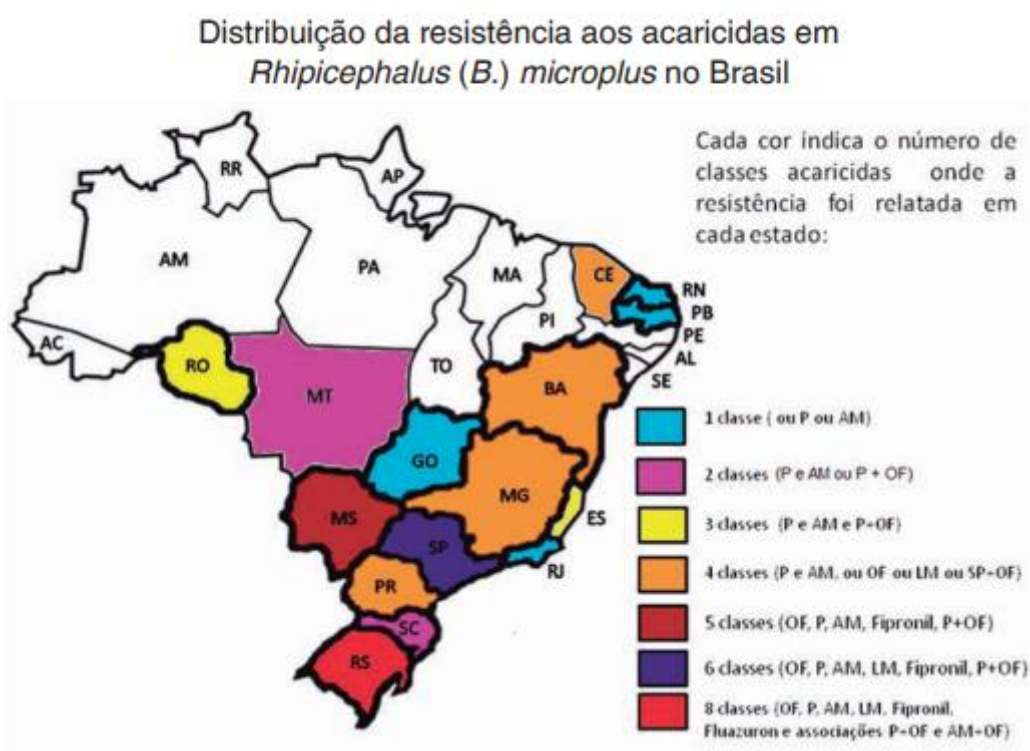 Distribuição da resistência aos acaricidas em
Rhipicephalus (B.) microplus no Brasil
Cada cor indica o número de
classes acaricidas onde a
resistência foi relatada em
cada estado:
RR
AP
AM
PA
MA
CE
RN
PB
PE
AL
SE
PI
AC
RO
TO
MT
BA
GO
MG
ES
MS
SP
RJ
PR
SC
RS
1 classe ( ou P ou AM)
2 classes (P e AM ou P + OF)
3 classes (P e AM e P+OF)
4 classes (P e AM, ou OF ou LM ou SP+OF)
5 classes (OF, P, AM, Fipronil, P+OF)
6 classes (OF, P, AM, LM, Fipronil, P+OF)
8 classes (OF, P, AM, LM, Fipronil,
Fluazuron e associações P+OF e AM+OF)